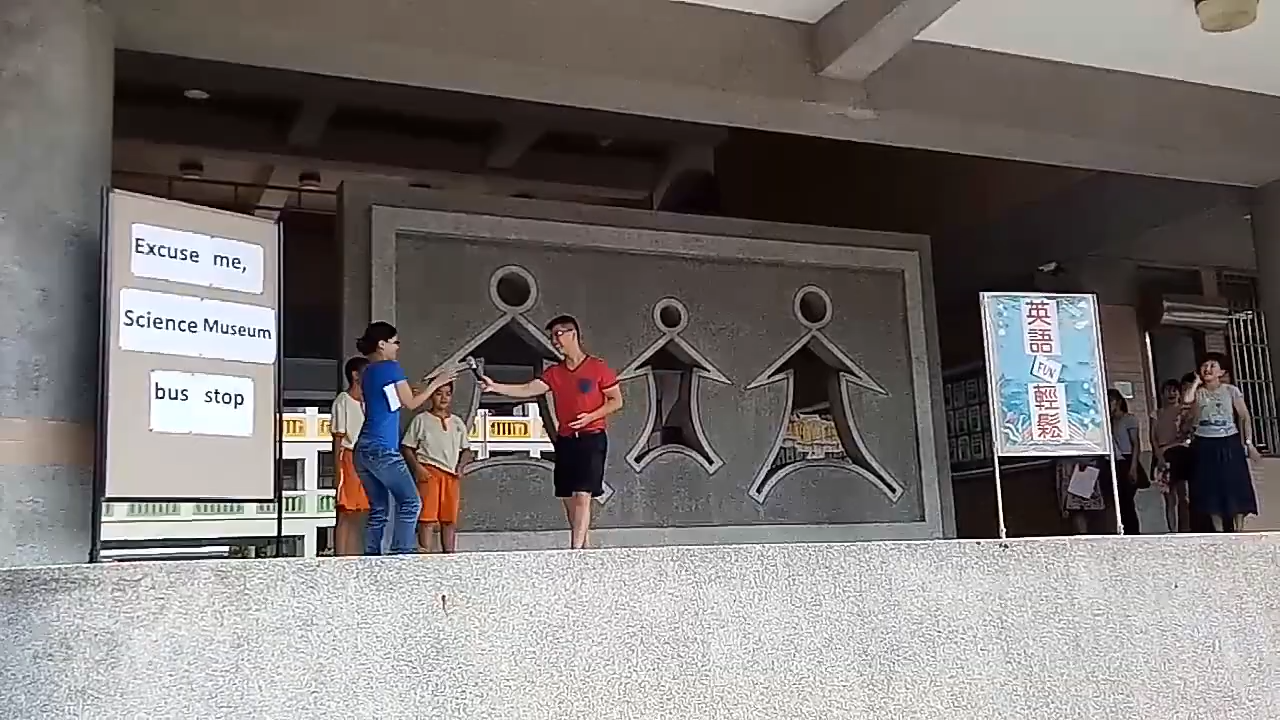 Excuse me,
Science Museum
bus stop
英語
FUN
輕鬆